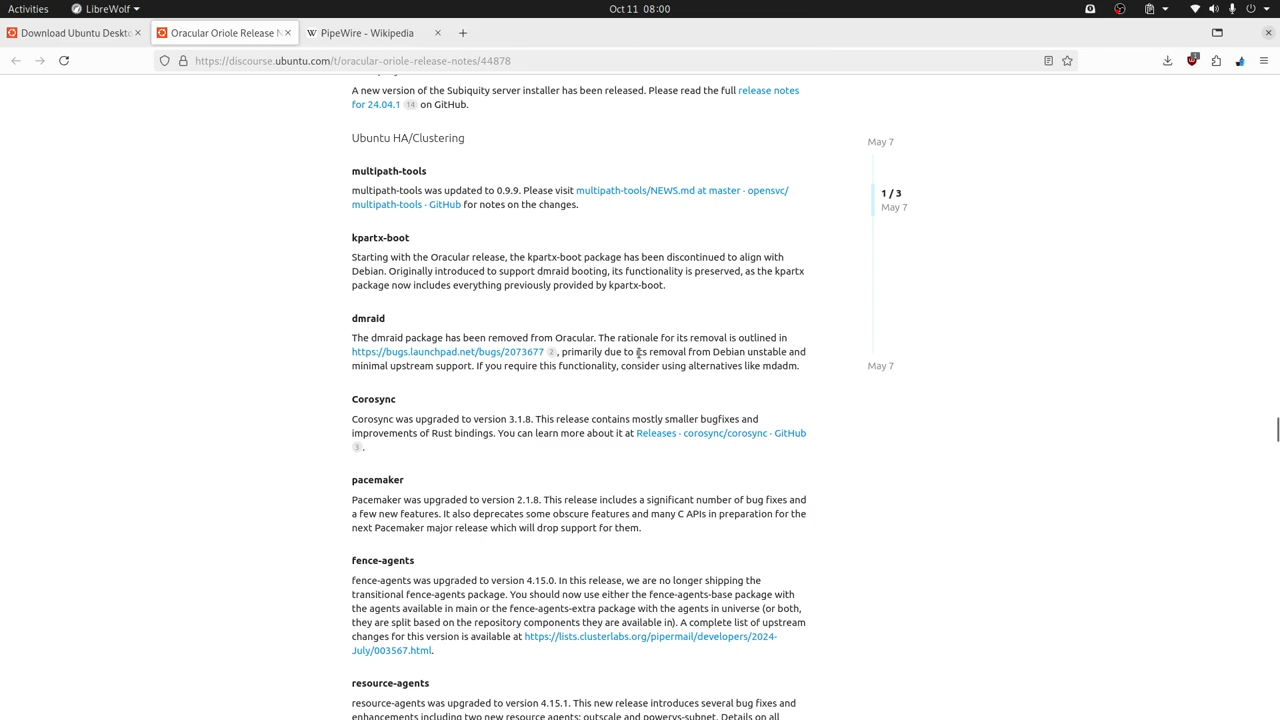 Activities
LibreWolf
Oct 11 08:00
Download Ubuntu Deskto
Oracular Oriole Release N
W PipeWire - Wikipedia
https://discourse.ubuntu.com/t/oracular-oriole-release-notes/44878
A new version of the Subiquity server installer has been released. Please read the full release notes
for 24.04.1 14 on GitHub.
Ubuntu HA/Clustering
multipath-tools
multipath-tools was updated to 0.9.9. Please visit multipath-tools/NEWS.md at master · opensvc/
multipath-tools · GitHub for notes on the changes.
kpartx-boot
Starting with the Oracular release, the kpartx-boot package has been discontinued to align with
Debian. Originally introduced to support dmraid booting, its functionality is preserved, as the kpartx
package now includes everything previously provided by kpartx-boot.
dmraid
The dmraid package has been removed from Oracular. The rationale for its removal is outlined in
https://bugs.launchpad.net/bugs/2073677 2, primarily due to its removal from Debian unstable and
minimal upstream support. If you require this functionality, consider using alternatives like mdadm.
Corosync
Corosync was upgraded to version 3.1.8. This release contains mostly smaller bugfixes and
improvements of Rust bindings. You can learn more about it at Releases · corosync/corosync · GitHub
3.
pacemaker
Pacemaker was upgraded to version 2.1.8. This release includes a significant number of bug fixes and
a few new features. It also deprecates some obscure features and many C APIs in preparation for the
next Pacemaker major release which will drop support for them.
fence-agents
fence-agents was upgraded to version 4.15.0. In this release, we are no longer shipping the
transitional fence-agents package. You should now use either the fence-agents-base package with
the agents available in main or the fence-agents-extra package with the agents in universe (or both,
they are split based on the repository components they are available in). A complete list of upstream
changes for this version is available at https://lists.clusterlabs.org/pipermail/developers/2024-
July/003567.html.
resource-agents
resource-agents was upgraded to version 4.15.1. This new release introduces several bug fixes and
enhancements including two new resource agents: outscale and powervs-subnet. Details on all
May 7
1 / 3
May 7
May 7